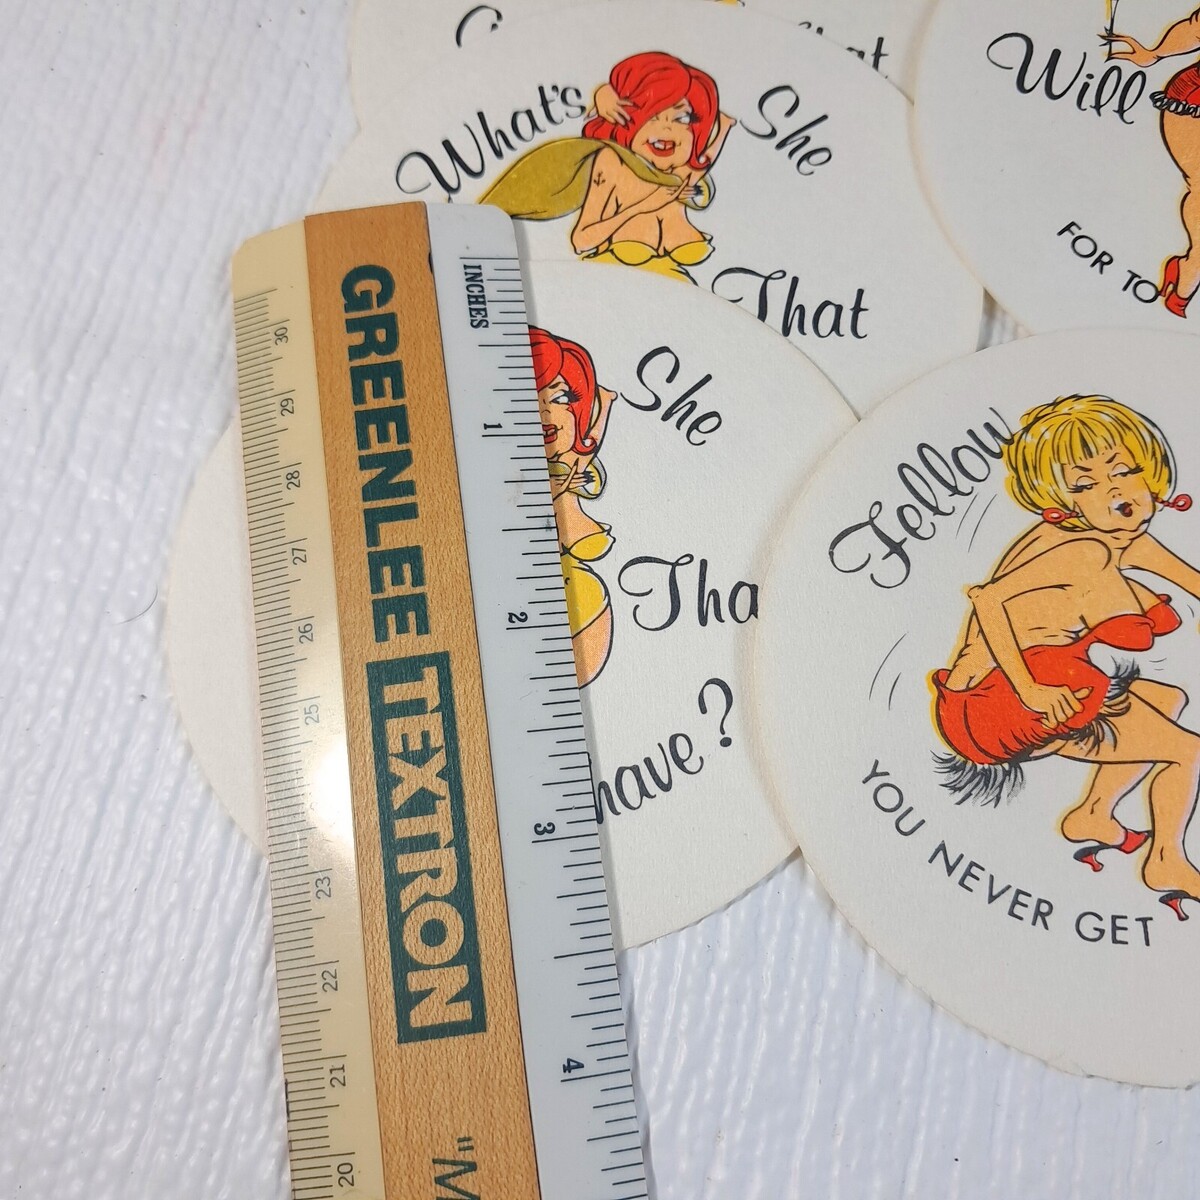 What's
She
That
Will
FOR TO
She
Tha
have?
Fellow
YOU NEVER GET
GREENLEE TEXTRON
INCHES
1
2
3
4
30
29
28
27
26
25
23
22
21
20